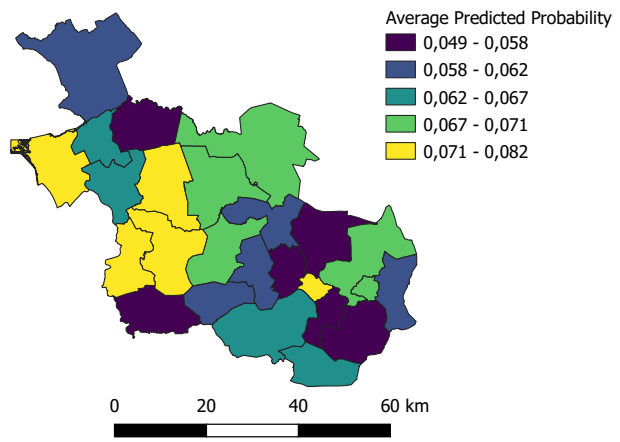 Average Predicted Probability
0,049 - 0,058
0,058 - 0,062
0,062 - 0,067
0,067 - 0,071
0,071 - 0,082
0 20 40 60 km